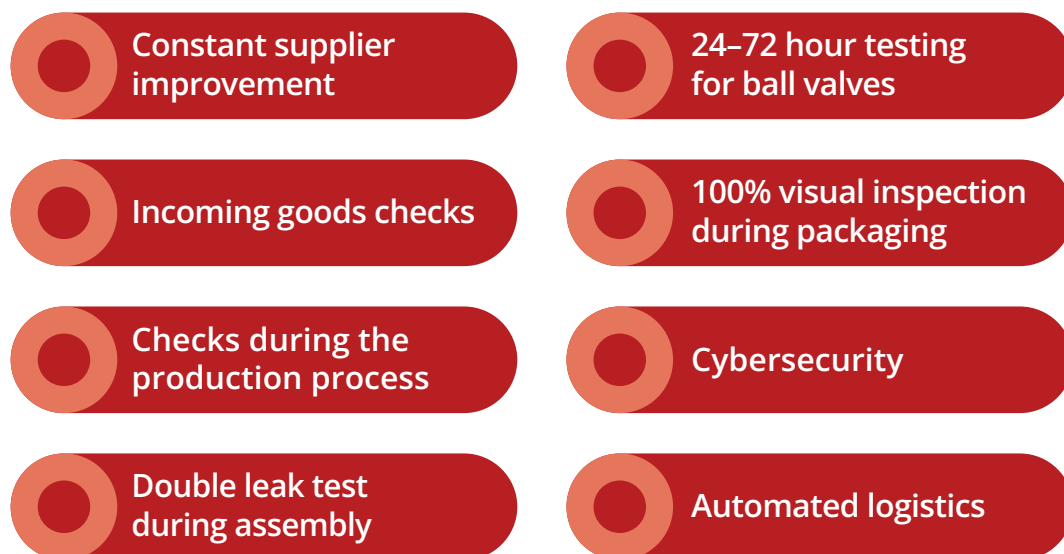 Constant supplier
improvement
Incoming goods checks
Checks during the
production process
Double leak test
during assembly
24–72 hour testing
for ball valves
100% visual inspection
during packaging
Cybersecurity
Automated logistics